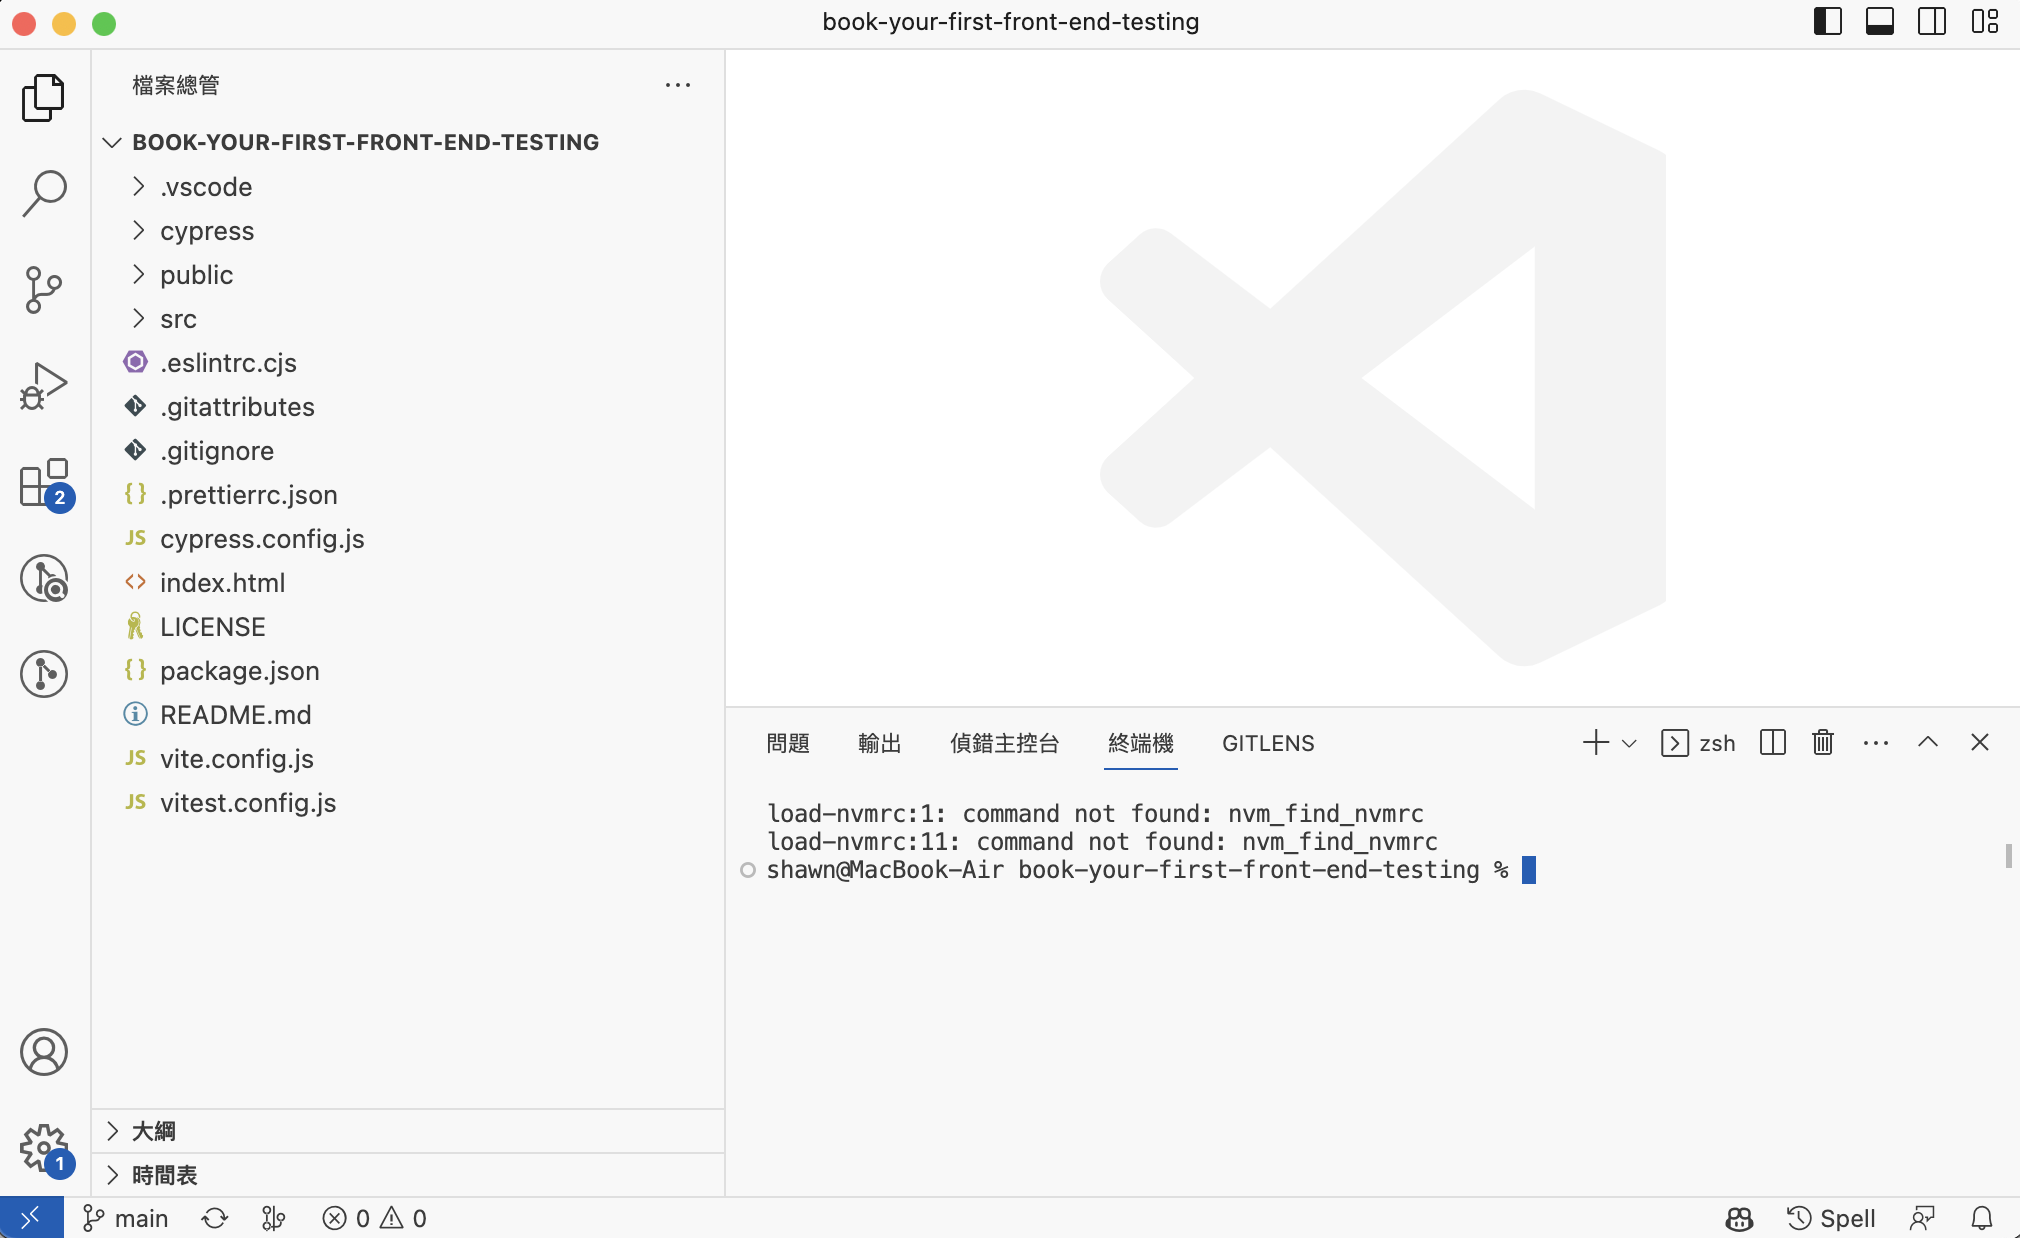 book-your-first-front-end-testing
檔案總管
BOOK-YOUR-FIRST-FRONT-END-TESTING
.vscode
cypress
public
src
.eslintrc.cjs
.gitattributes
.gitignore
{} .prettierrc.json
JS cypress.config.js
<> index.html
LICENSE
{} package.json
README.md
JS vite.config.js
JS vitest.config.js
大綱
時間表
2
1
問題 輸出 偵錯主控台 終端機 GITLENS zsh
load-nvmrc:1: command not found: nvm_find_nvmrc
load-nvmrc:11: command not found: nvm_find_nvmrc
shawn@MacBook-Air book-your-first-front-end-testing %
main 0 0 Spell